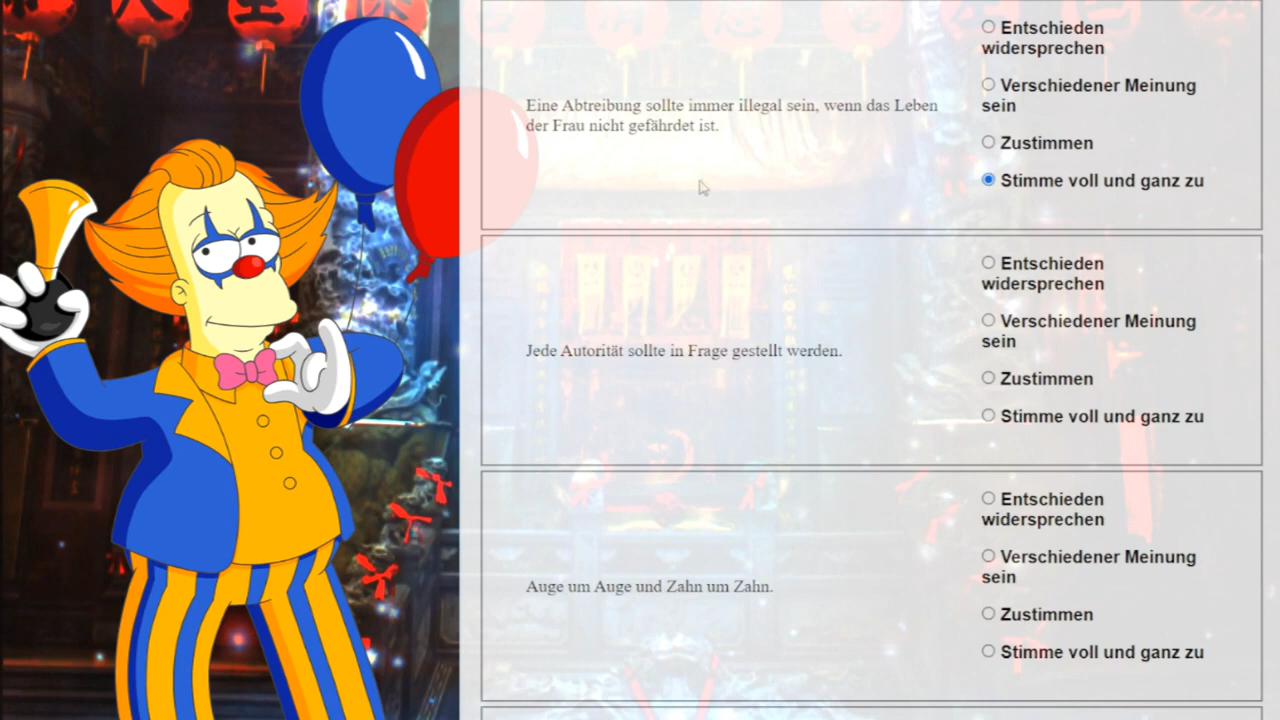 Eine Abtreibung sollte immer illegal sein, wenn das Leben
der Frau nicht gefährdet ist.
Entschieden
widersprechen
Verschiedener Meinung
sein
Zustimmen
Stimme voll und ganz zu
Jede Autorität sollte in Frage gestellt werden.
Entschieden
widersprechen
Verschiedener Meinung
sein
Zustimmen
Stimme voll und ganz zu
Auge um Auge und Zahn um Zahn.
Entschieden
widersprechen
Verschiedener Meinung
sein
Zustimmen
Stimme voll und ganz zu